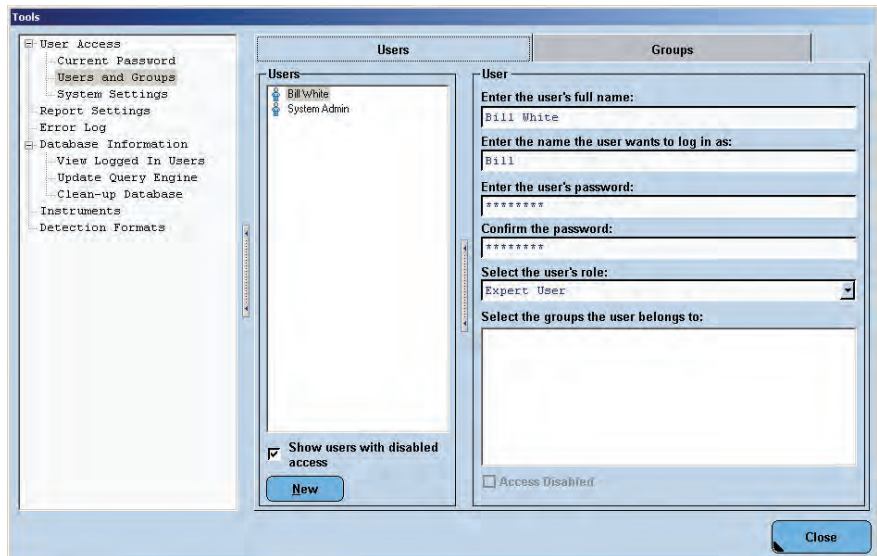 Tools
User Access
Current Password
Users and Groups
System Settings
Report Settings
Error Log
Database Information
View Logged In Users
Update Query Engine
Clean-up Database
Instruments
Detection Formats
Users
Groups
Users
Bill White
System Admin
Show users with disabled
access
New
User
Enter the user's full name:
Bill White
Enter the name the user wants to log in as:
Bill
Enter the user's password:
********
Confirm the password:
********
Select the user's role:
Expert User
Select the groups the user belongs to:
Access Disabled
Close